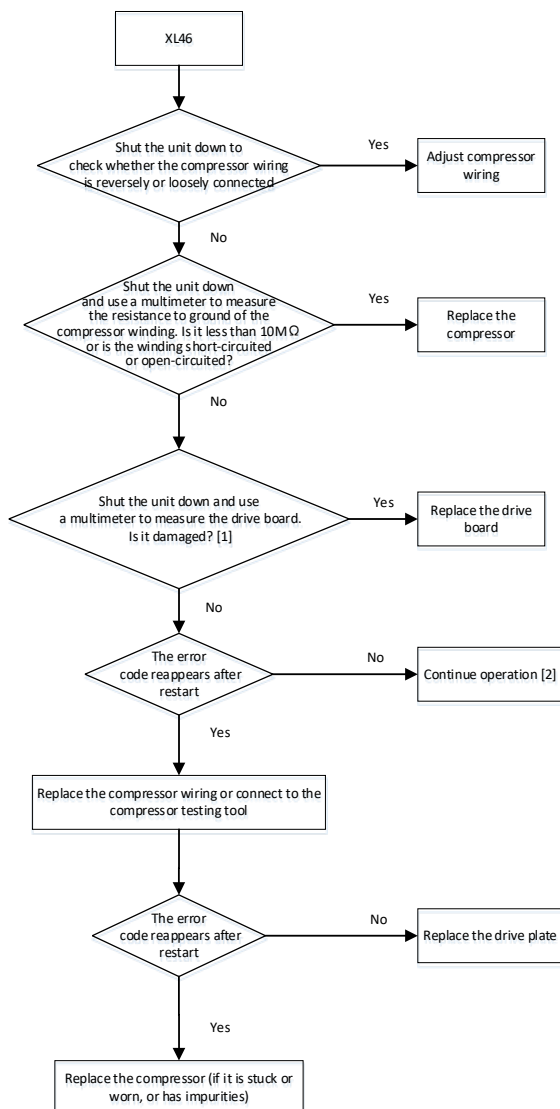 XL46
Shut the unit down to
check whether the compressor wiring
is reversely or loosely connected
Yes
Adjust compressor
wiring
No
Shut the unit down
and use a multimeter to measure
the resistance to ground of the
compressor winding. Is it less than 10MΩ
or is the winding short-circuited
or open-circuited?
Yes
Replace the
compressor
No
Shut the unit down and use
a multimeter to measure the drive board.
Is it damaged? [1]
Yes
Replace the drive
board
No
The error
code reappears after
restart
No
Continue operation [2]
Yes
Replace the compressor wiring or connect to the
compressor testing tool
The error
code reappears after
restart
No
Replace the drive plate
Yes
Replace the compressor (if it is stuck or
worn, or has impurities)